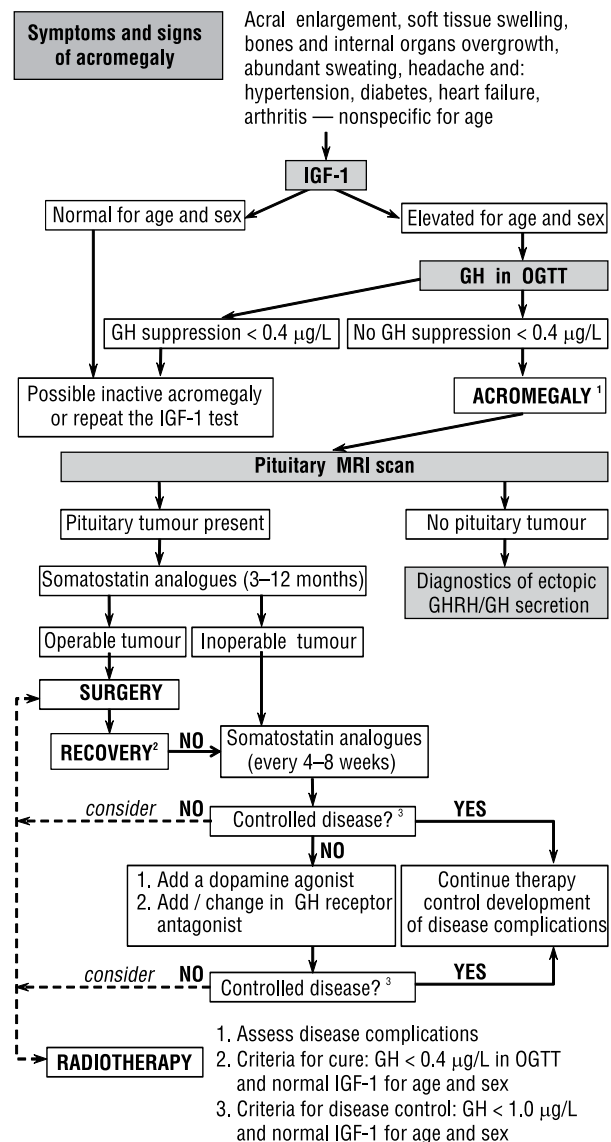 Symptoms and signs
of acromegaly
Acral enlargement, soft tissue swelling,
bones and internal organs overgrowth,
abundant sweating, headache and:
hypertension, diabetes, heart failure,
arthritis — nonspecific for age
IGF-1
Normal for age and sex
Elevated for age and sex
GH in OGTT
GH suppression < 0.4 µg/L
No GH suppression < 0.4 µg/L
Possible inactive acromegaly
or repeat the IGF-1 test
ACROMEGALY 1
Pituitary MRI scan
Pituitary tumour present
No pituitary tumour
Somatostatin analogues (3–12 months)
Diagnostics of ectopic
GHRH/GH secretion
Operable tumour
Inoperable tumour
SURGERY
RECOVERY2
NO
Somatostatin analogues
(every 4–8 weeks)
consider
NO
Controlled disease? 3
YES
NO
1. Add a dopamine agonist
2. Add / change in GH receptor
antagonist
Continue therapy
control development
of disease complications
consider
NO
Controlled disease? 3
YES
RADIOTHERAPY
1. Assess disease complications
2. Criteria for cure: GH < 0.4 µg/L in OGTT
and normal IGF-1 for age and sex
3. Criteria for disease control: GH < 1.0 µg/L
and normal IGF-1 for age and sex